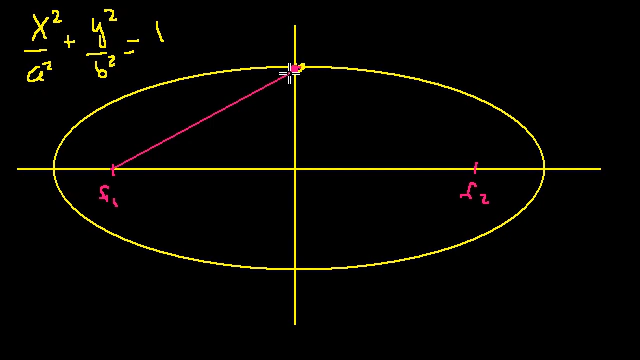 x²/a² + y²/b² = 1
f₁
f₂